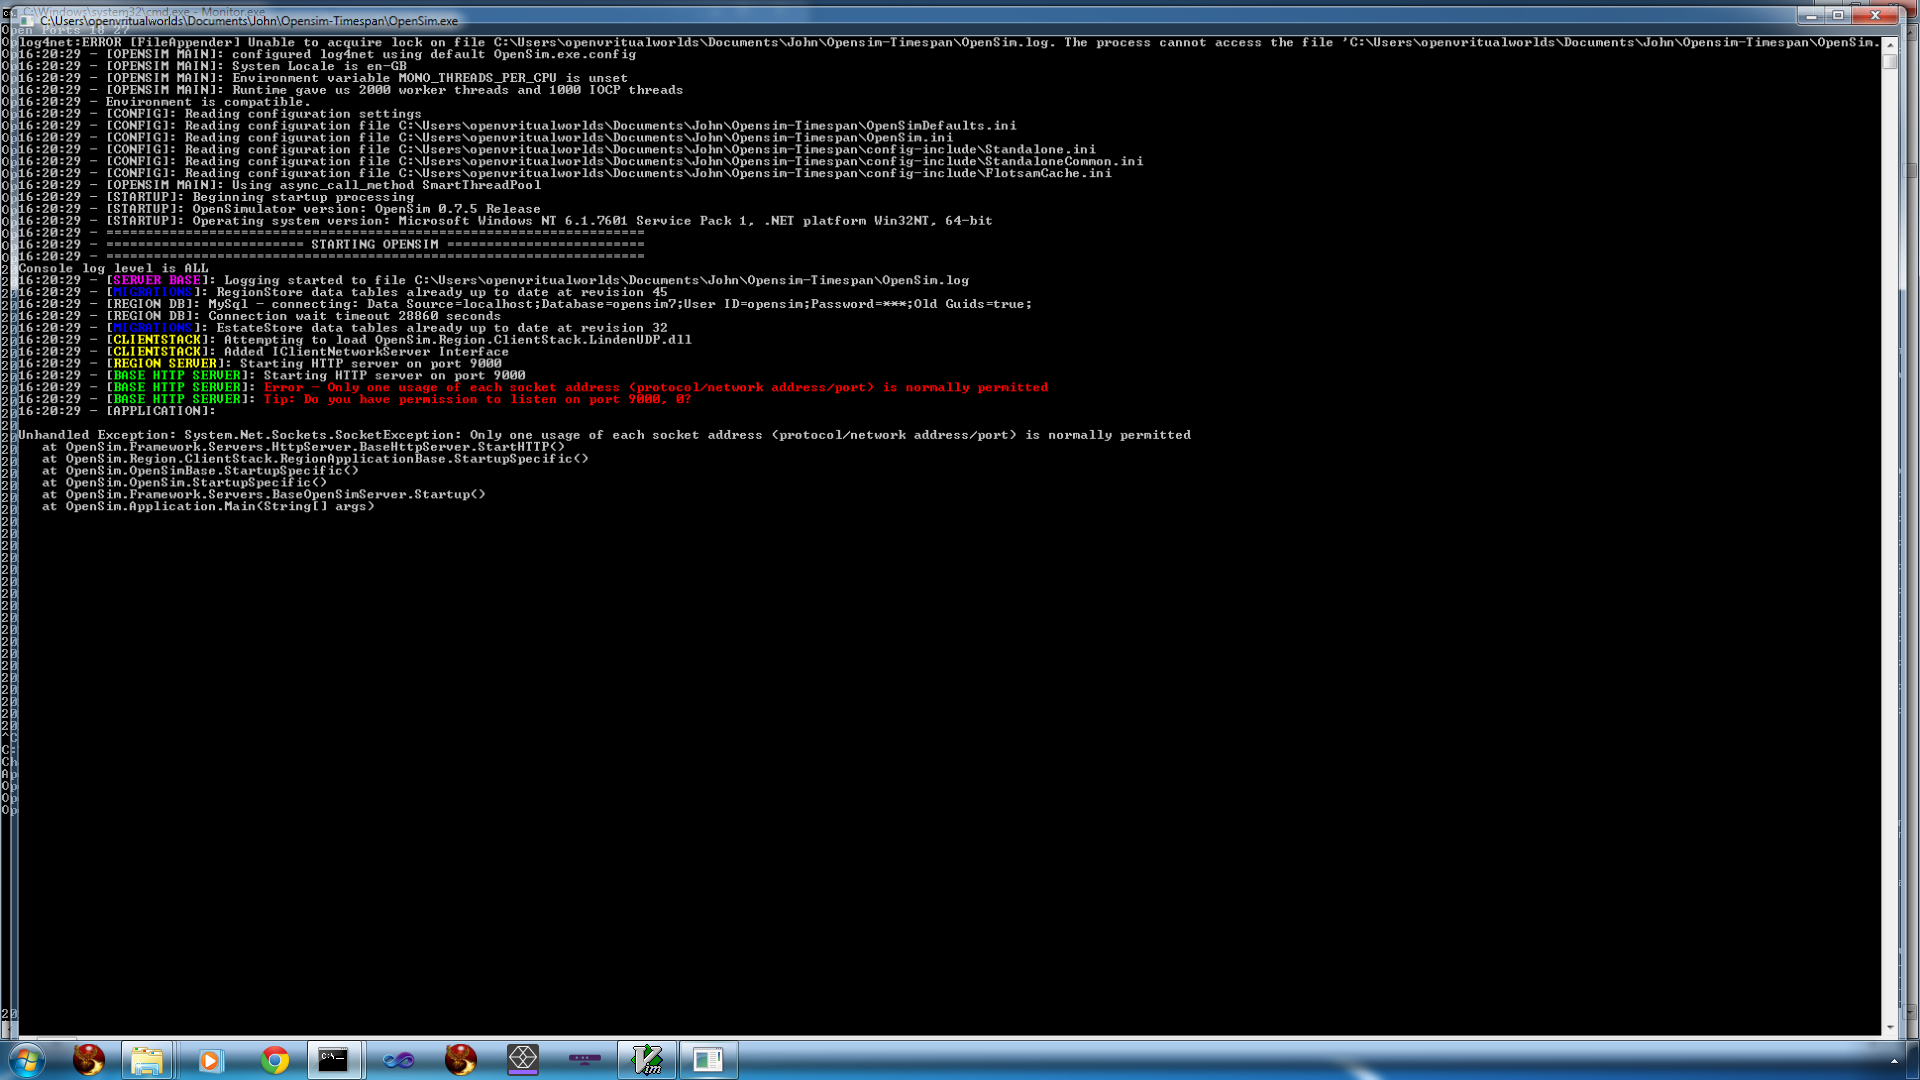 C:\Windows\system32\cmd.exe - Monitor.exe
C:\Users\openvritualworlds\Documents\John\Opensim-Timespan\OpenSim.exe
log4net:ERROR [FileAppender] Unable to acquire lock on file C:\Users\openvritualworlds\Documents\John\Opensim-Timespan\OpenSim.log. The process cannot access the file 'C:\Users\openvritualworlds\Documents\John\Opensim-Timespan\OpenSim.
16:20:29 - [OPENSIM MAIN]: configured log4net using default OpenSim.exe.config
16:20:29 - [OPENSIM MAIN]: System Locale is en-GB
16:20:29 - [OPENSIM MAIN]: Environment variable MONO_THREADS_PER_CPU is unset
16:20:29 - [OPENSIM MAIN]: Runtime gave us 2000 worker threads and 1000 IOCP threads
16:20:29 - Environment is compatible.
16:20:29 - [CONFIG]: Reading configuration settings
16:20:29 - [CONFIG]: Reading configuration file C:\Users\openvritualworlds\Documents\John\Opensim-Timespan\OpenSimDefaults.ini
16:20:29 - [CONFIG]: Reading configuration file C:\Users\openvritualworlds\Documents\John\Opensim-Timespan\OpenSim.ini
16:20:29 - [CONFIG]: Reading configuration file C:\Users\openvritualworlds\Documents\John\Opensim-Timespan\config-include\Standalone.ini
16:20:29 - [CONFIG]: Reading configuration file C:\Users\openvritualworlds\Documents\John\Opensim-Timespan\config-include\StandaloneCommon.ini
16:20:29 - [CONFIG]: Reading configuration file C:\Users\openvritualworlds\Documents\John\Opensim-Timespan\config-include\FlotsamCache.ini
16:20:29 - [OPENSIM MAIN]: Using async_call_method SmartThreadPool
16:20:29 - [STARTUP]: Beginning startup processing
16:20:29 - [STARTUP]: OpenSimulator version: OpenSim 0.7.5 Release
16:20:29 - [STARTUP]: Operating system version: Microsoft Windows NT 6.1.7601 Service Pack 1, .NET platform Win32NT, 64-bit
16:20:29 - ====================================================================
16:20:29 - ========================= STARTING OPENSIM =========================
16:20:29 - ====================================================================
Console log level is ALL
16:20:29 - [SERVER BASE]: Logging started to file C:\Users\openvritualworlds\Documents\John\Opensim-Timespan\OpenSim.log
16:20:29 - [MIGRATIONS]: RegionStore data tables already up to date at revision 45
16:20:29 - [REGION DB]: MySql - connecting: Data Source=localhost;Database=opensim7;User ID=opensim;Password=***;Old Guids=true;
16:20:29 - [REGION DB]: Connection wait timeout 28860 seconds
16:20:29 - [MIGRATIONS]: EstateStore data tables already up to date at revision 32
16:20:29 - [CLIENTSTACK]: Attempting to load OpenSim.Region.ClientStack.LindenUDP.dll
16:20:29 - [CLIENTSTACK]: Added IClientNetworkServer Interface
16:20:29 - [REGION SERVER]: Starting HTTP server on port 9000
16:20:29 - [BASE HTTP SERVER]: Starting HTTP server on port 9000
16:20:29 - [BASE HTTP SERVER]: Error - Only one usage of each socket address (protocol/network address/port) is normally permitted
16:20:29 - [BASE HTTP SERVER]: Tip: Do you have permission to listen on port 9000, 0?
16:20:29 - [APPLICATION]:
Unhandled Exception: System.Net.Sockets.SocketException: Only one usage of each socket address (protocol/network address/port) is normally permitted
at OpenSim.Framework.Servers.HttpServer.BaseHttpServer.StartHTTP()
at OpenSim.Region.ClientStack.RegionApplicationBase.StartupSpecific()
at OpenSim.OpenSimBase.StartupSpecific()
at OpenSim.OpenSim.StartupSpecific()
at OpenSim.Framework.Servers.BaseOpenSimServer.Startup()
at OpenSim.Application.Main(String[] args)